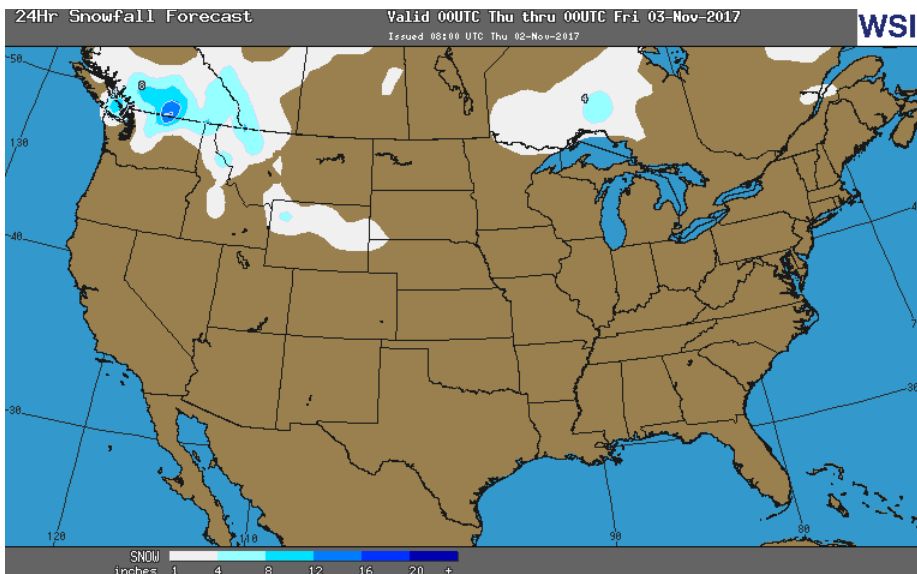 24Hr Snowfall Forecast
Valid 00UTC Thu thru 00UTC Fri 03-Nov-2017
Issued 08:00 UTC Thu 02-Nov-2017
WSI
50
130
40
30
8
4
120
110
90
80
SNOW
inches 1 4 8 12 16 20 +